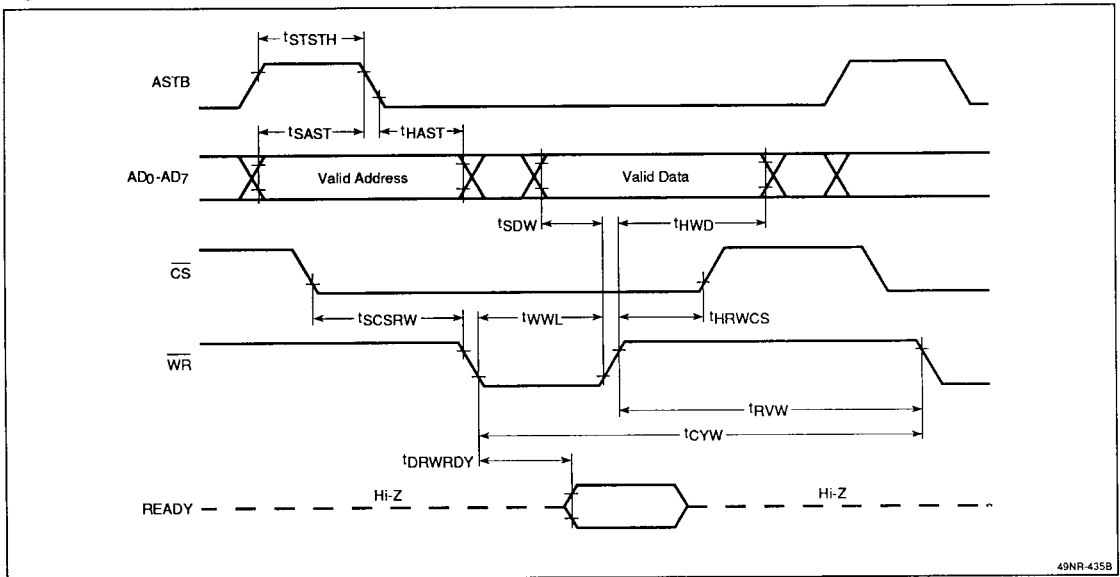 tSTSTH
ASTB
tSAST
tHAST
AD0-AD7
Valid Address
Valid Data
tSDW
tHWD
CS
tSCSRW
tWWL
tHRWCS
WR
tRVW
tCYW
tDRWRDY
READY
Hi-Z
Hi-Z
49NR-435B